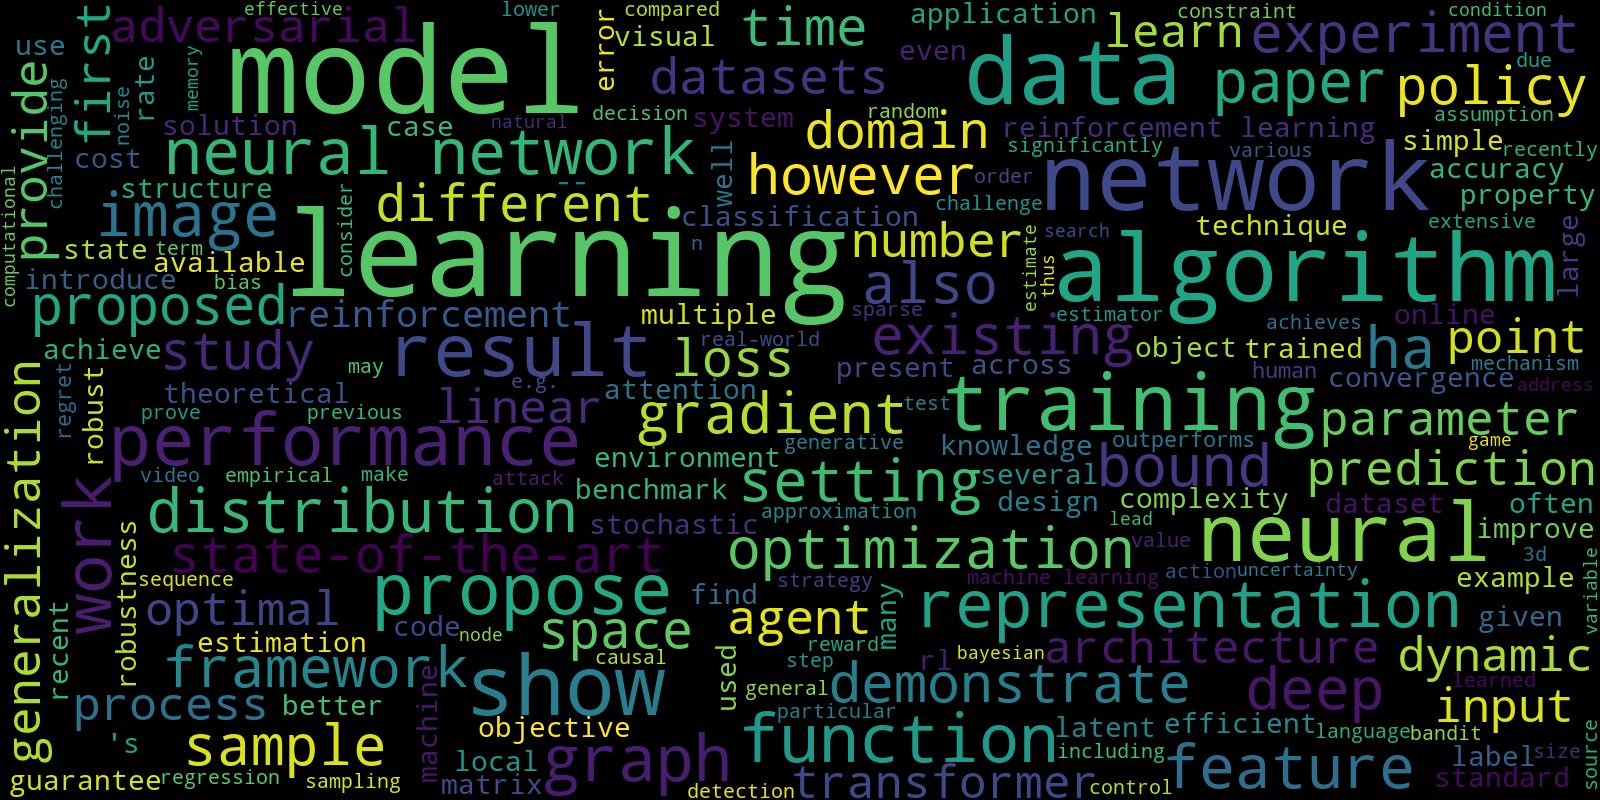 effective
lower
compared
application
constraint
condition
use
first
adversarial
model
error
visual
time
even
data
learn
experiment
due
provide
challenging
noise
rate
memory
datasets
paper
policy
solution
case
natural
decision
system
random
domain
reinforcement learning
assumption
cost
neural network
well
however
significantly
various
simple
recently
structure
--
order
network
accuracy
property
computational
image
different
consider
classification
challenge
technique
extensive
state
term
available
learning
n
number
estimate
thus
search
algorithm
large
introduce
bias
also
proposed
reinforcement
multiple
sparse
estimator
achieves
online
achieve
study
result
real-world
loss
existing
object
trained
ha
point
generalization
regret
robust
may
e.g.
attention
present
across
human
convergence
mechanism
address
theoretical
prove
previous
linear
gradient
test
training
parameter
performance
generative
knowledge
outperforms
game
work
video
empirical
make
attack
environment
benchmark
setting
several
bound
prediction
design
complexity
dataset
often
distribution
stochastic
approximation
lead
neural
improve
state-of-the-art
optimization
value
3d
variable
robustness
sequence
propose
strategy
machine learning
action
uncertainty
example
recent
optimal
code
node
find
agent
many
representation
given
estimation
space
reward
causal
step
rl
bayesian
architecture
dynamic
framework
show
used
general
demonstrate
deep
learned
process
better
machine
objective
particular
input
's
sample
local
graph
function
latent
efficient
language
bandit
including
label
size
source
guarantee
regression
sampling
matrix
detection
transformer
control
feature
standard